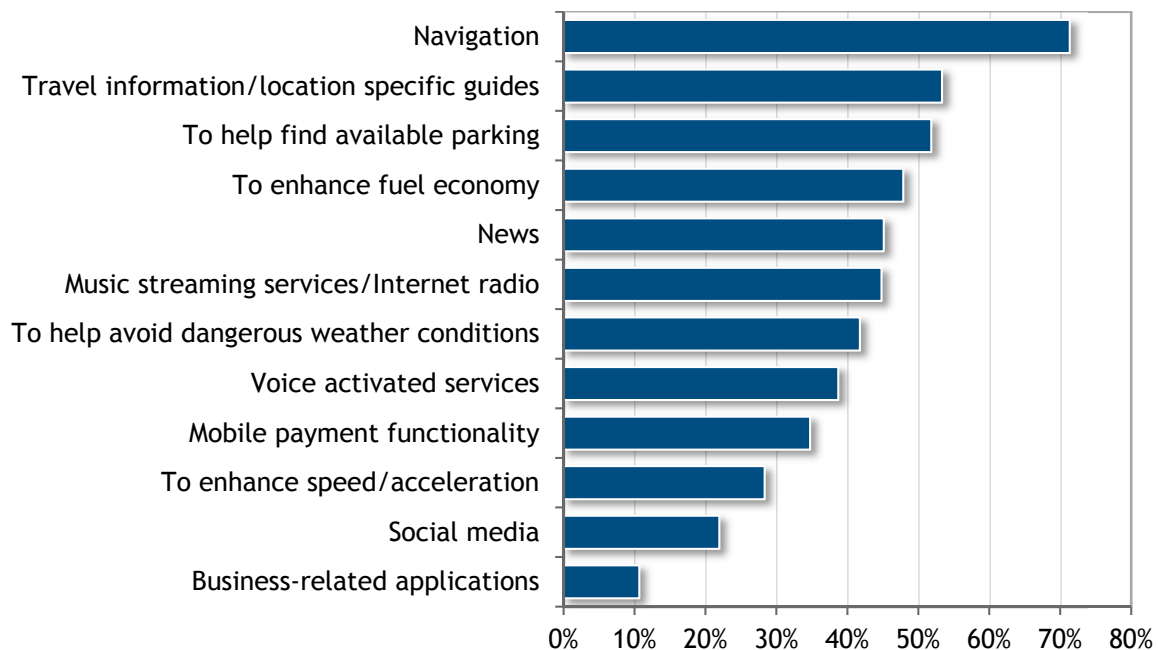 Navigation
Travel information/location specific guides
To help find available parking
To enhance fuel economy
News
Music streaming services/Internet radio
To help avoid dangerous weather conditions
Voice activated services
Mobile payment functionality
To enhance speed/acceleration
Social media
Business-related applications
0% 10% 20% 30% 40% 50% 60% 70% 80%